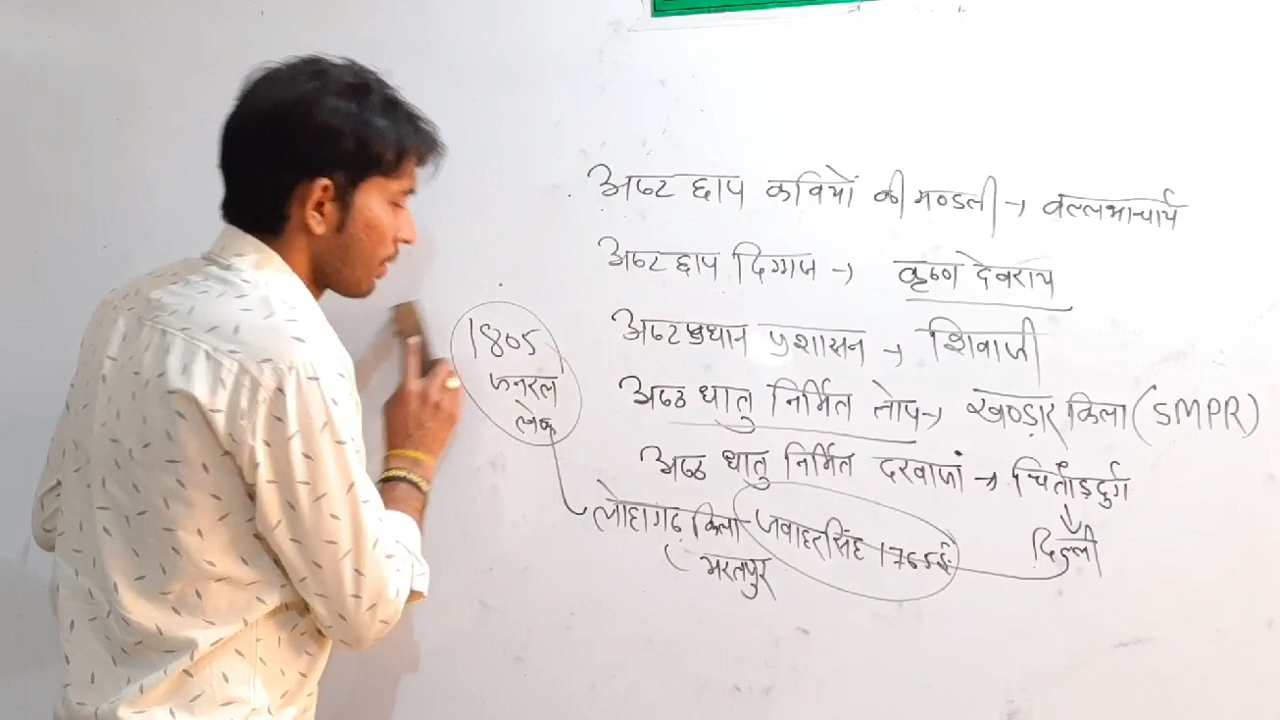 अष्ट छाप कवियों की मण्डली → वल्लभाचार्य
अष्ट छाप दिग्गज → कृष्ण देवराय
अष्टप्रधान प्रशासन → शिवाजी
अष्ठ धातु निर्मित तोप → खण्डार किला (SMPR)
अष्ठ धातु निर्मित दरवाजां → चितौड़दुर्ग
दिल्ली
लोहागढ़ किला जवाहरसिंह 1765ई.
( भरतपुर
1805
जनरल
लेक